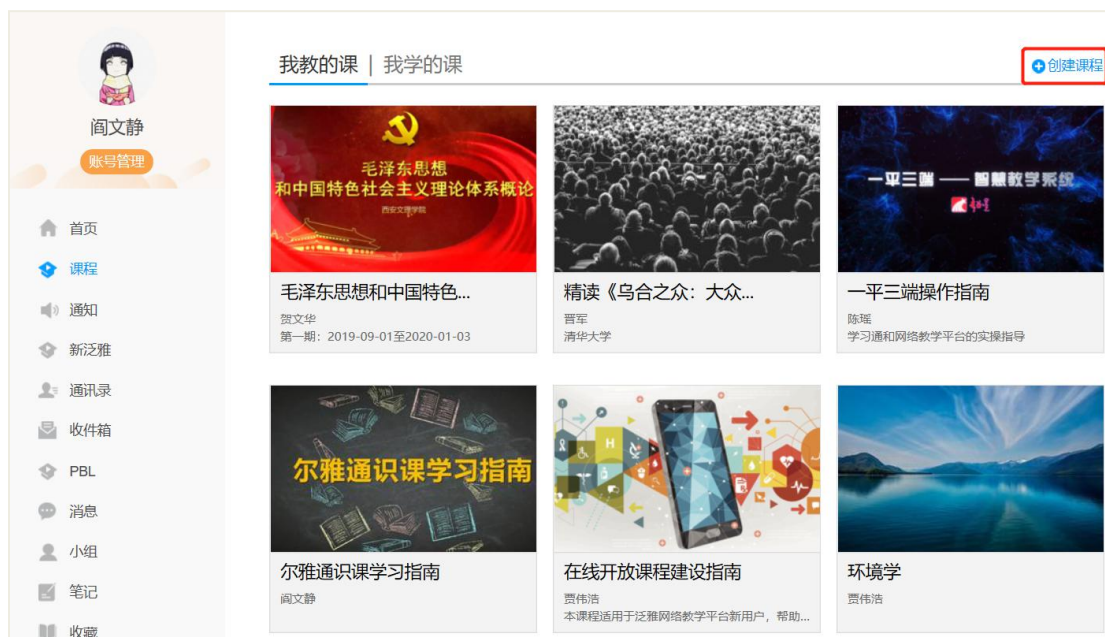 阎文静
账号管理
首页
课程
通知
新泛雅
通讯录
收件箱
PBL
消息
小组
笔记
收藏
我教的课 | 我学的课
创建课程
毛泽东思想
和中国特色社会主义理论体系概论
西安文理学院
一平三端 —— 智慧教学系统
毛泽东思想和中国特色...
贺文华
第一期：2019-09-01至2020-01-03
精读《乌合之众：大众...
晋军
清华大学
一平三端操作指南
陈瑶
学习通和网络教学平台的实操指导
尔雅通识课学习指南
H
尔雅通识课学习指南
阎文静
在线开放课程建设指南
贾伟浩
本课程适用于泛雅网络教学平台新用户，帮助...
环境学
贾伟浩